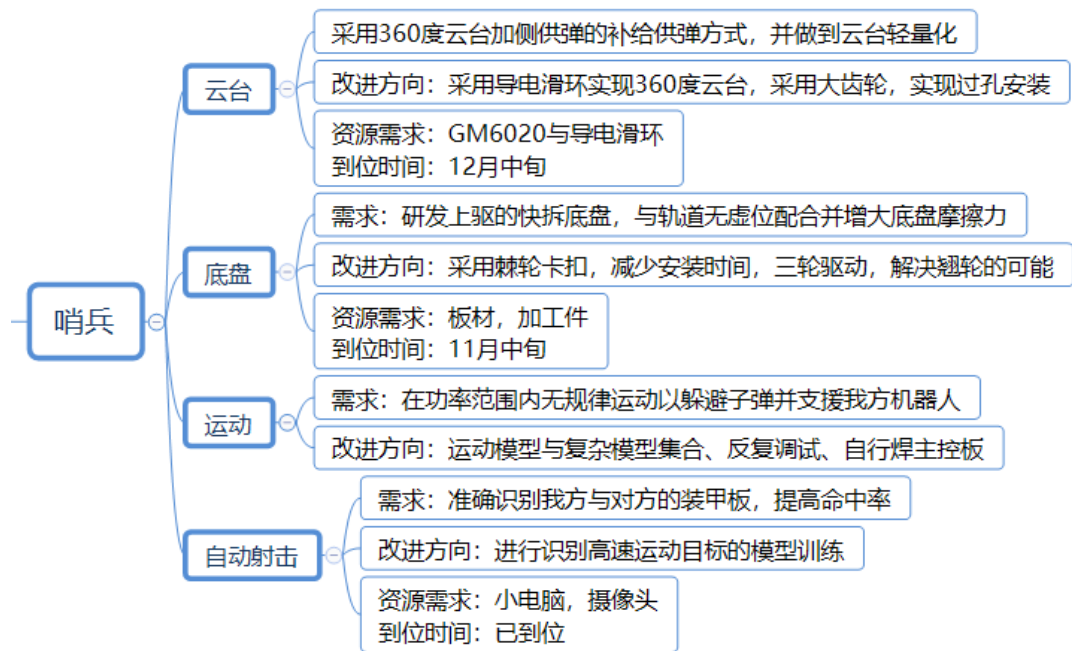 哨兵
云台
采用360度云台加侧供弹的补给供弹方式，并做到云台轻量化
改进方向：采用导电滑环实现360度云台，采用大齿轮，实现过孔安装
资源需求：GM6020与导电滑环
到位时间：12月中旬
底盘
需求：研发上驱的快拆底盘，与轨道无虚位配合并增大底盘摩擦力
改进方向：采用棘轮卡扣，减少安装时间，三轮驱动，解决翘轮的可能
资源需求：板材，加工件
到位时间：11月中旬
运动
需求：在功率范围内无规律运动以躲避子弹并支援我方机器人
改进方向：运动模型与复杂模型集合、反复调试、自行焊主控板
自动射击
需求：准确识别我方与对方的装甲板，提高命中率
改进方向：进行识别高速运动目标的模型训练
资源需求：小电脑，摄像头
到位时间：已到位